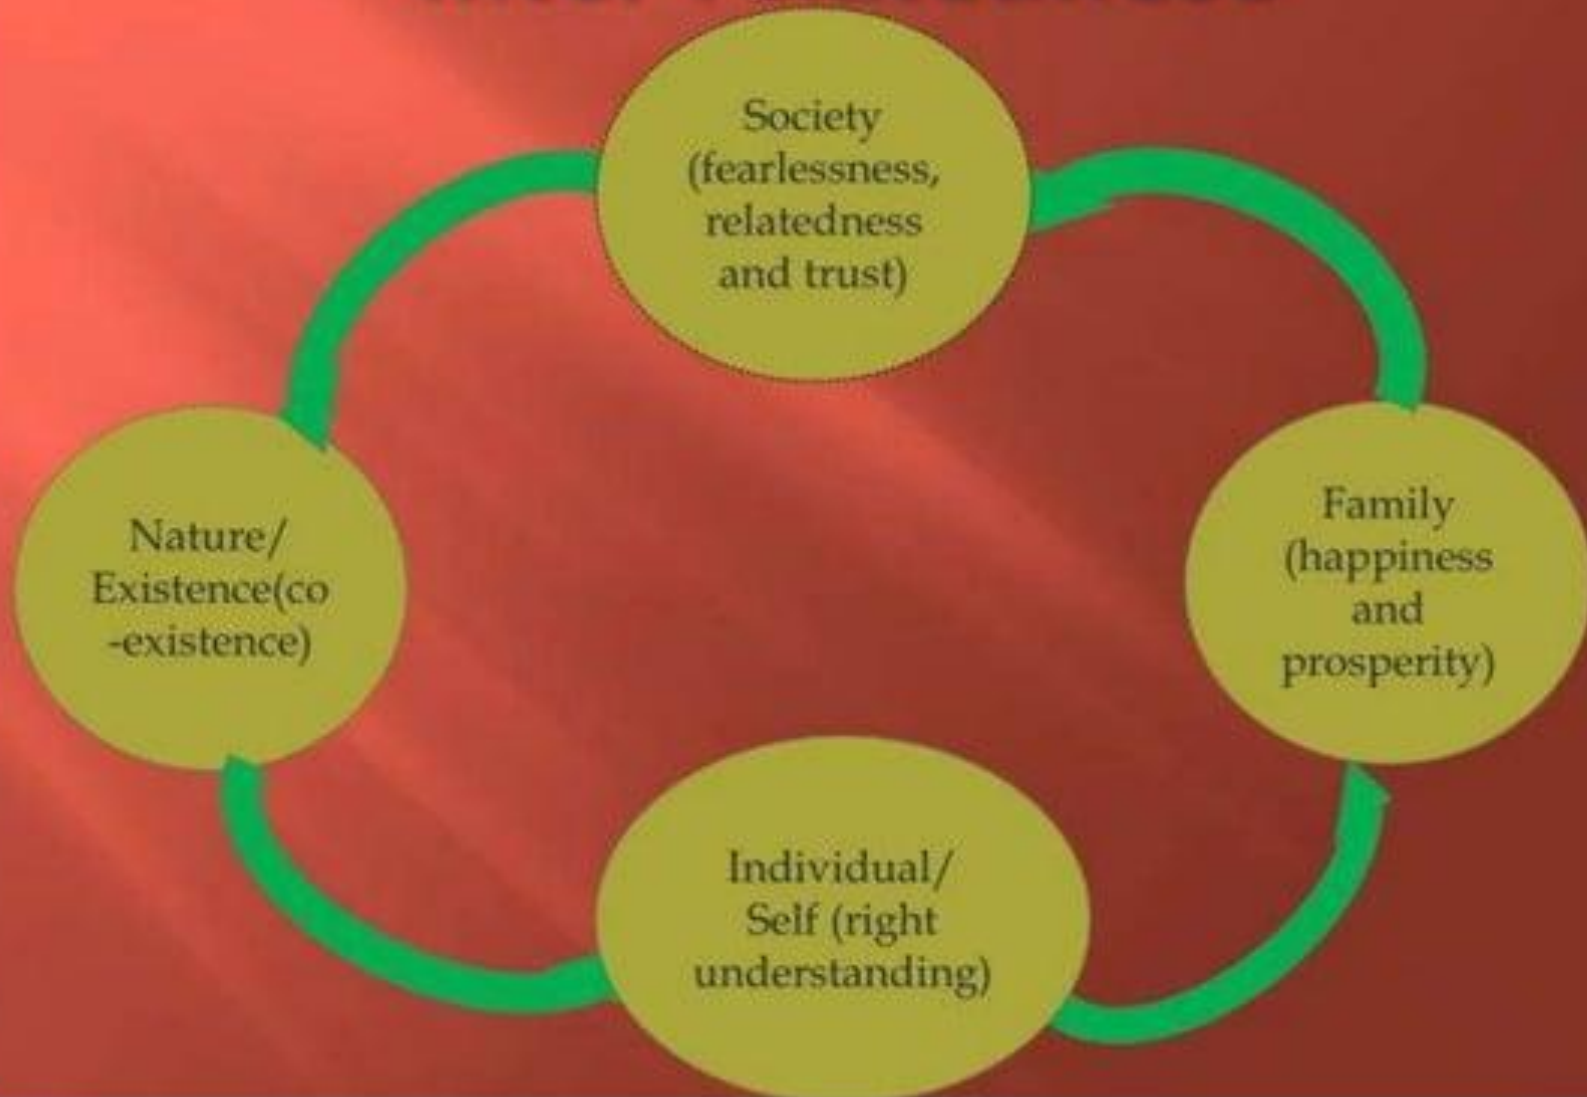 Society
(fearlessness,
relatedness
and trust)
Nature/
Existence(co
-existence)
Family
(happiness
and
prosperity)
Individual/
Self (right
understanding)